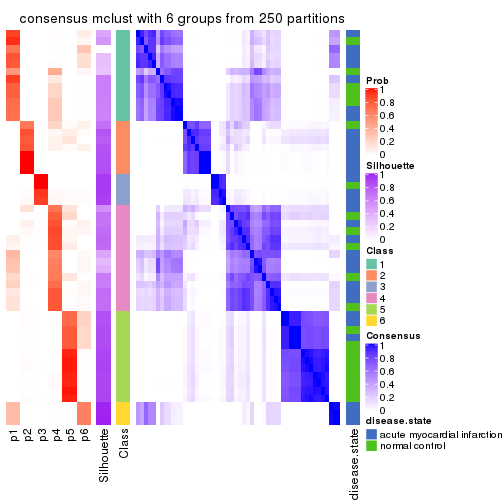 consensus mclust with 6 groups from 250 partitions
Prob
1
0.8
0.6
0.4
0.2
0
Silhouette
1
0.8
0.6
0.4
0.2
0
Class
1
2
3
4
5
6
Consensus
1
0.8
0.6
0.4
0.2
0
disease.state
acute myocardial infarction
normal control
p1
p2
p3
p4
p5
p6
Silhouette
Class
disease.state